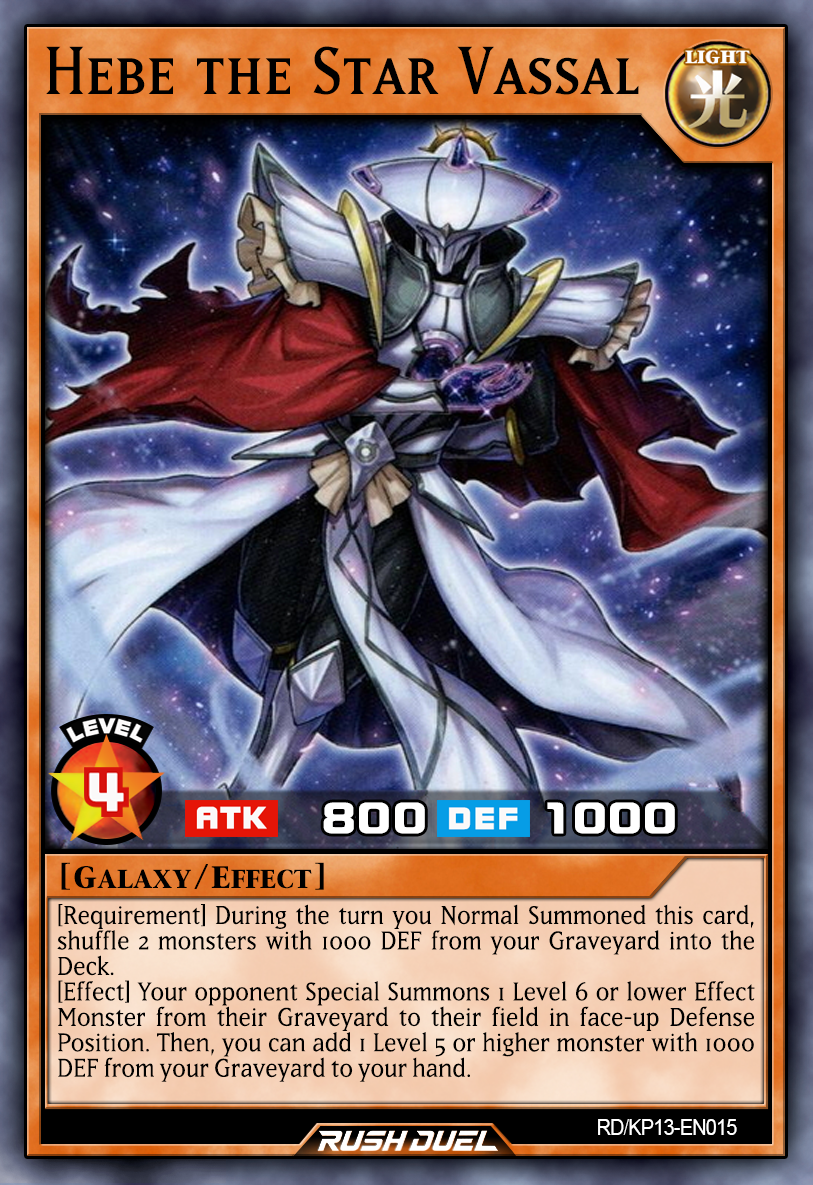 Hebe the Star Vassal
LIGHT
光
LEVEL
4
ATK 800 DEF 1000
[Galaxy/Effect]
[Requirement] During the turn you Normal Summoned this card,
shuffle 2 monsters with 1000 DEF from your Graveyard into the
Deck.
[Effect] Your opponent Special Summons 1 Level 6 or lower Effect
Monster from their Graveyard to their field in face-up Defense
Position. Then, you can add 1 Level 5 or higher monster with 1000
DEF from your Graveyard to your hand.
RD/KP13-EN015
RUSH DUEL